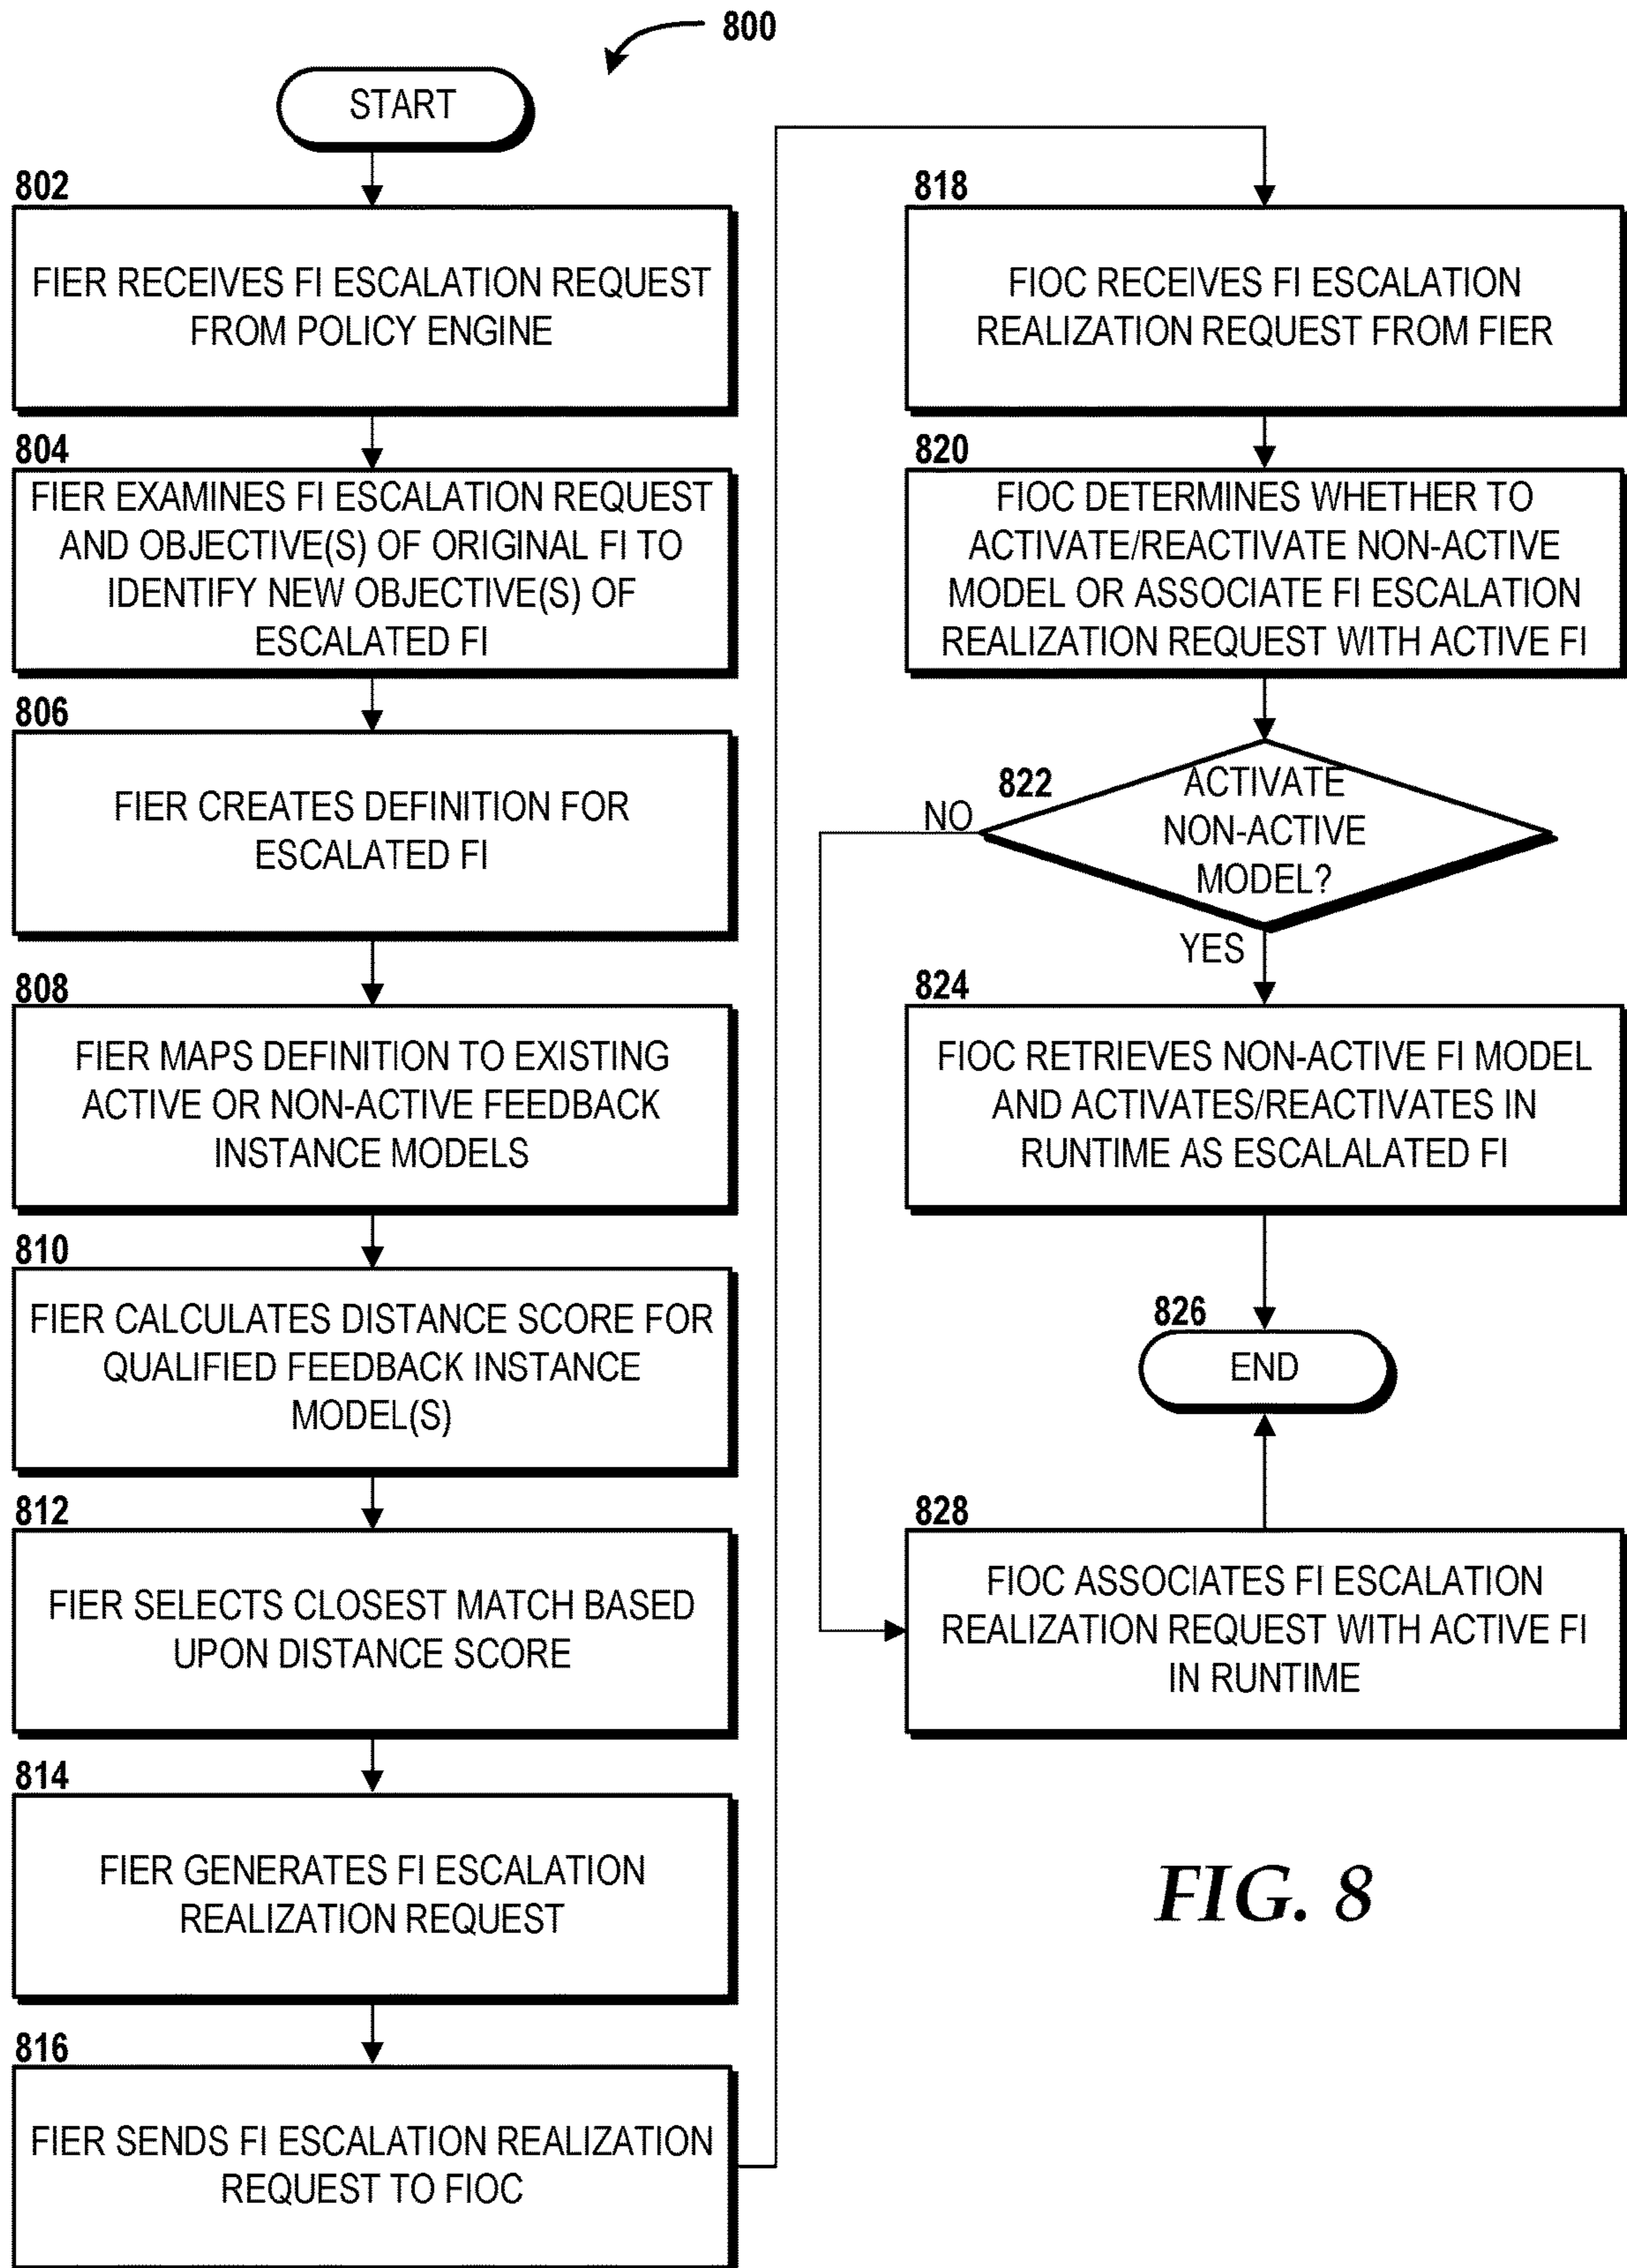 800
START
802
FIER RECEIVES FI ESCALATION REQUEST
FROM POLICY ENGINE
804
FIER EXAMINES FI ESCALATION REQUEST
AND OBJECTIVE(S) OF ORIGINAL FI TO
IDENTIFY NEW OBJECTIVE(S) OF
ESCALATED FI
806
FIER CREATES DEFINITION FOR
ESCALATED FI
808
FIER MAPS DEFINITION TO EXISTING
ACTIVE OR NON-ACTIVE FEEDBACK
INSTANCE MODELS
810
FIER CALCULATES DISTANCE SCORE FOR
QUALIFIED FEEDBACK INSTANCE
MODEL(S)
812
FIER SELECTS CLOSEST MATCH BASED
UPON DISTANCE SCORE
814
FIER GENERATES FI ESCALATION
REALIZATION REQUEST
816
FIER SENDS FI ESCALATION REALIZATION
REQUEST TO FIOC
818
FIOC RECEIVES FI ESCALATION
REALIZATION REQUEST FROM FIER
820
FIOC DETERMINES WHETHER TO
ACTIVATE/REACTIVATE NON-ACTIVE
MODEL OR ASSOCIATE FI ESCALATION
REALIZATION REQUEST WITH ACTIVE FI
822
ACTIVATE
NON-ACTIVE
MODEL?
NO
YES
824
FIOC RETRIEVES NON-ACTIVE FI MODEL
AND ACTIVATES/REACTIVATES IN
RUNTIME AS ESCALALATED FI
826
END
828
FIOC ASSOCIATES FI ESCALATION
REALIZATION REQUEST WITH ACTIVE FI
IN RUNTIME
FIG. 8